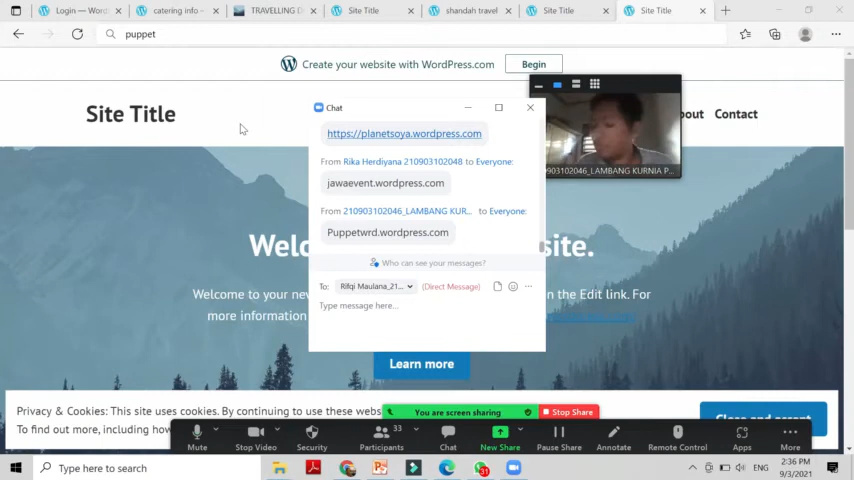 Login — Word
catering info –
TRAVELLING D
Site Title
shandah travel
Site Title
Site Title
puppet
Create your website with WordPress.com
Begin
Site Title
bout
Contact
Chat
https://planetsoya.wordpress.com
From Rika Herdiyana 210903102048 to Everyone:
jawaevent.wordpress.com
From 210903102046_LAMBANG KUR... to Everyone:
Puppetwrd.wordpress.com
Who can see your messages?
To: Rifqi Maulana_21... (Direct Message)
Type message here...
0903102046_LAMBANG KURNIA P...
Welc
site.
Welcome to your new
n the Edit link. For
more information
Learn more
Privacy & Cookies: This site uses cookies. By continuing to use these webs
To find out more, including how
Close and accept
You are screen sharing
Stop Share
33
Mute
Stop Video
Security
Participants
Chat
New Share
Pause Share
Annotate
Remote Control
Apps
More
Type here to search
31
ENG
2:36 PM
9/3/2021